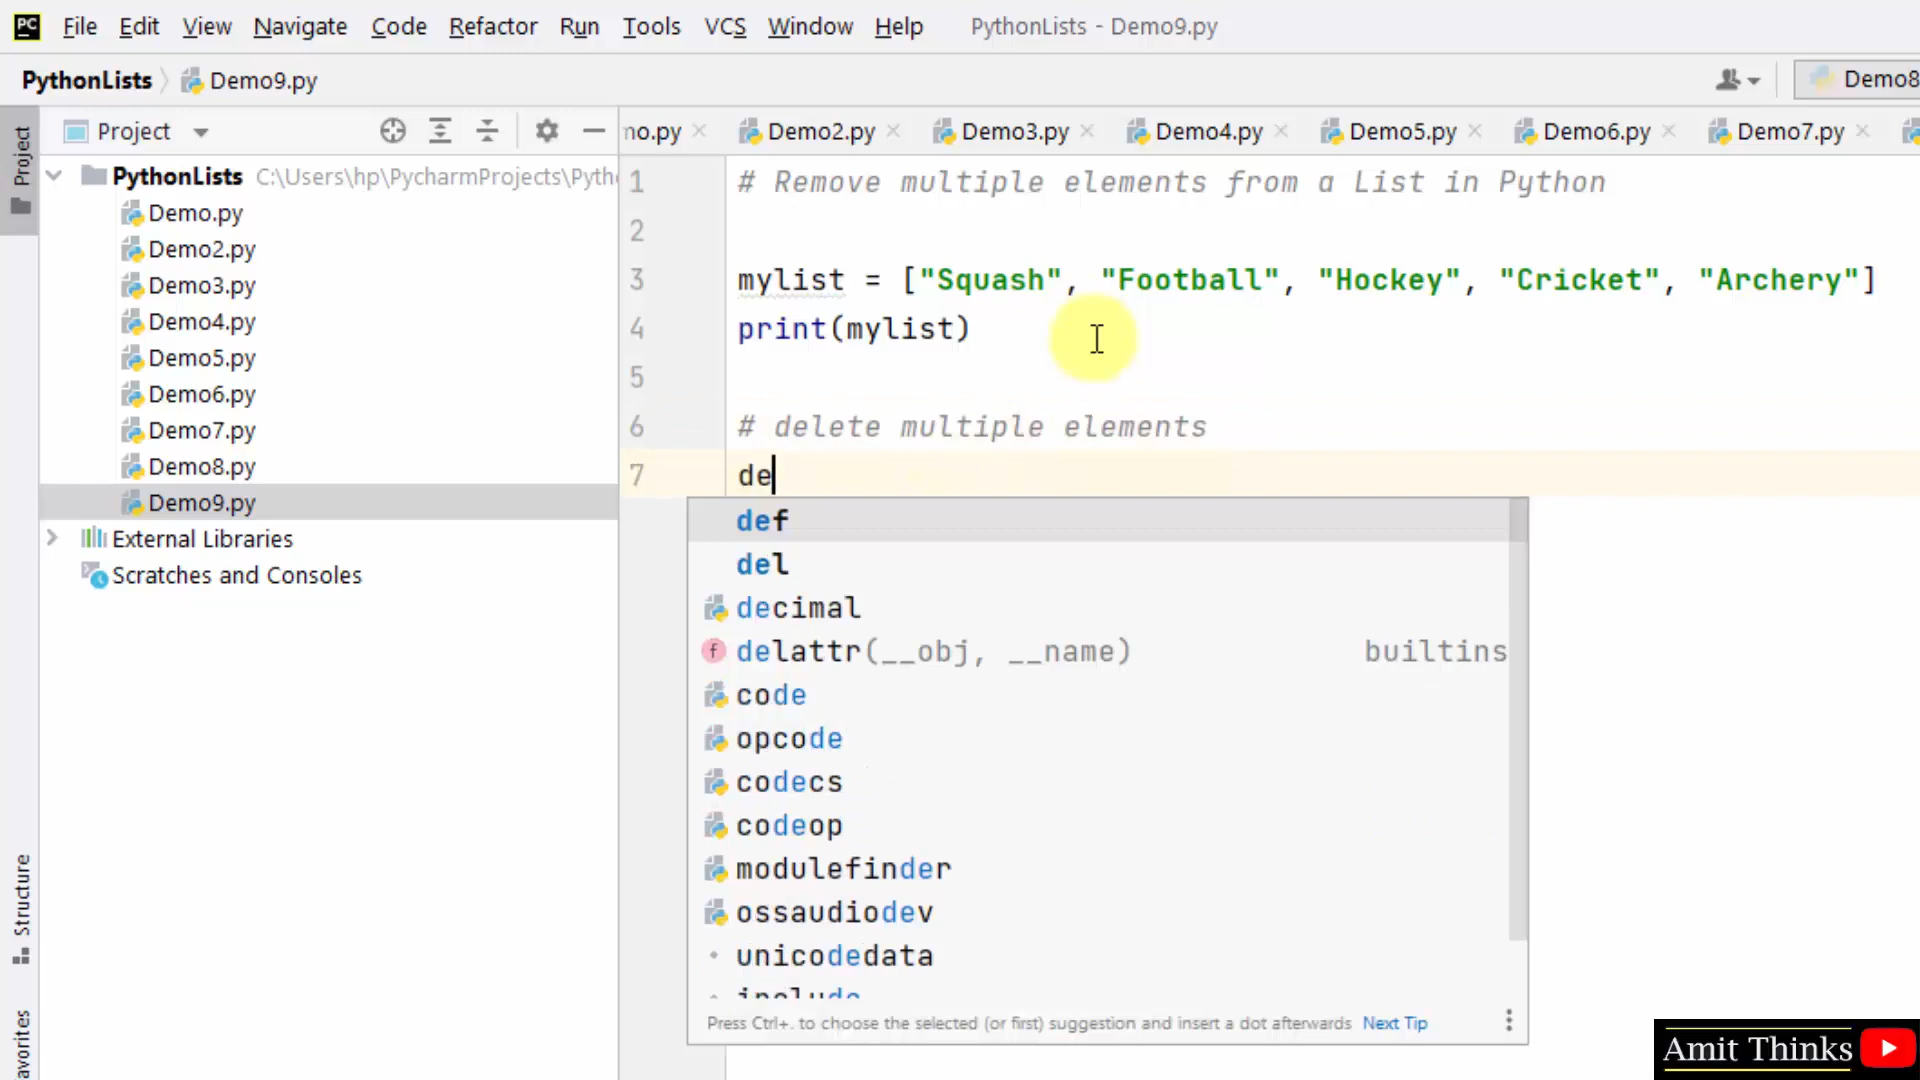 PC File Edit View Navigate Code Refactor Run Tools VCS Window Help PythonLists - Demo9.py
PythonLists Demo9.py Demo8
Project no.py Demo2.py Demo3.py Demo4.py Demo5.py Demo6.py Demo7.py
Project
PythonLists C:\Users\hp\PycharmProjects\Pyth
Demo.py
Demo2.py
Demo3.py
Demo4.py
Demo5.py
Demo6.py
Demo7.py
Demo8.py
Demo9.py
External Libraries
Scratches and Consoles
Structure
avorites
1 # Remove multiple elements from a List in Python
2
3 mylist = ["Squash", "Football", "Hockey", "Cricket", "Archery"]
4 print(mylist)
5
6 # delete multiple elements
7 de
def
del
decimal
f delattr(__obj, __name) builtins
code
opcode
codecs
codeop
modulefinder
ossaudiodev
unicodedata
include
Press Ctrl+. to choose the selected (or first) suggestion and insert a dot afterwards Next Tip
Amit Thinks